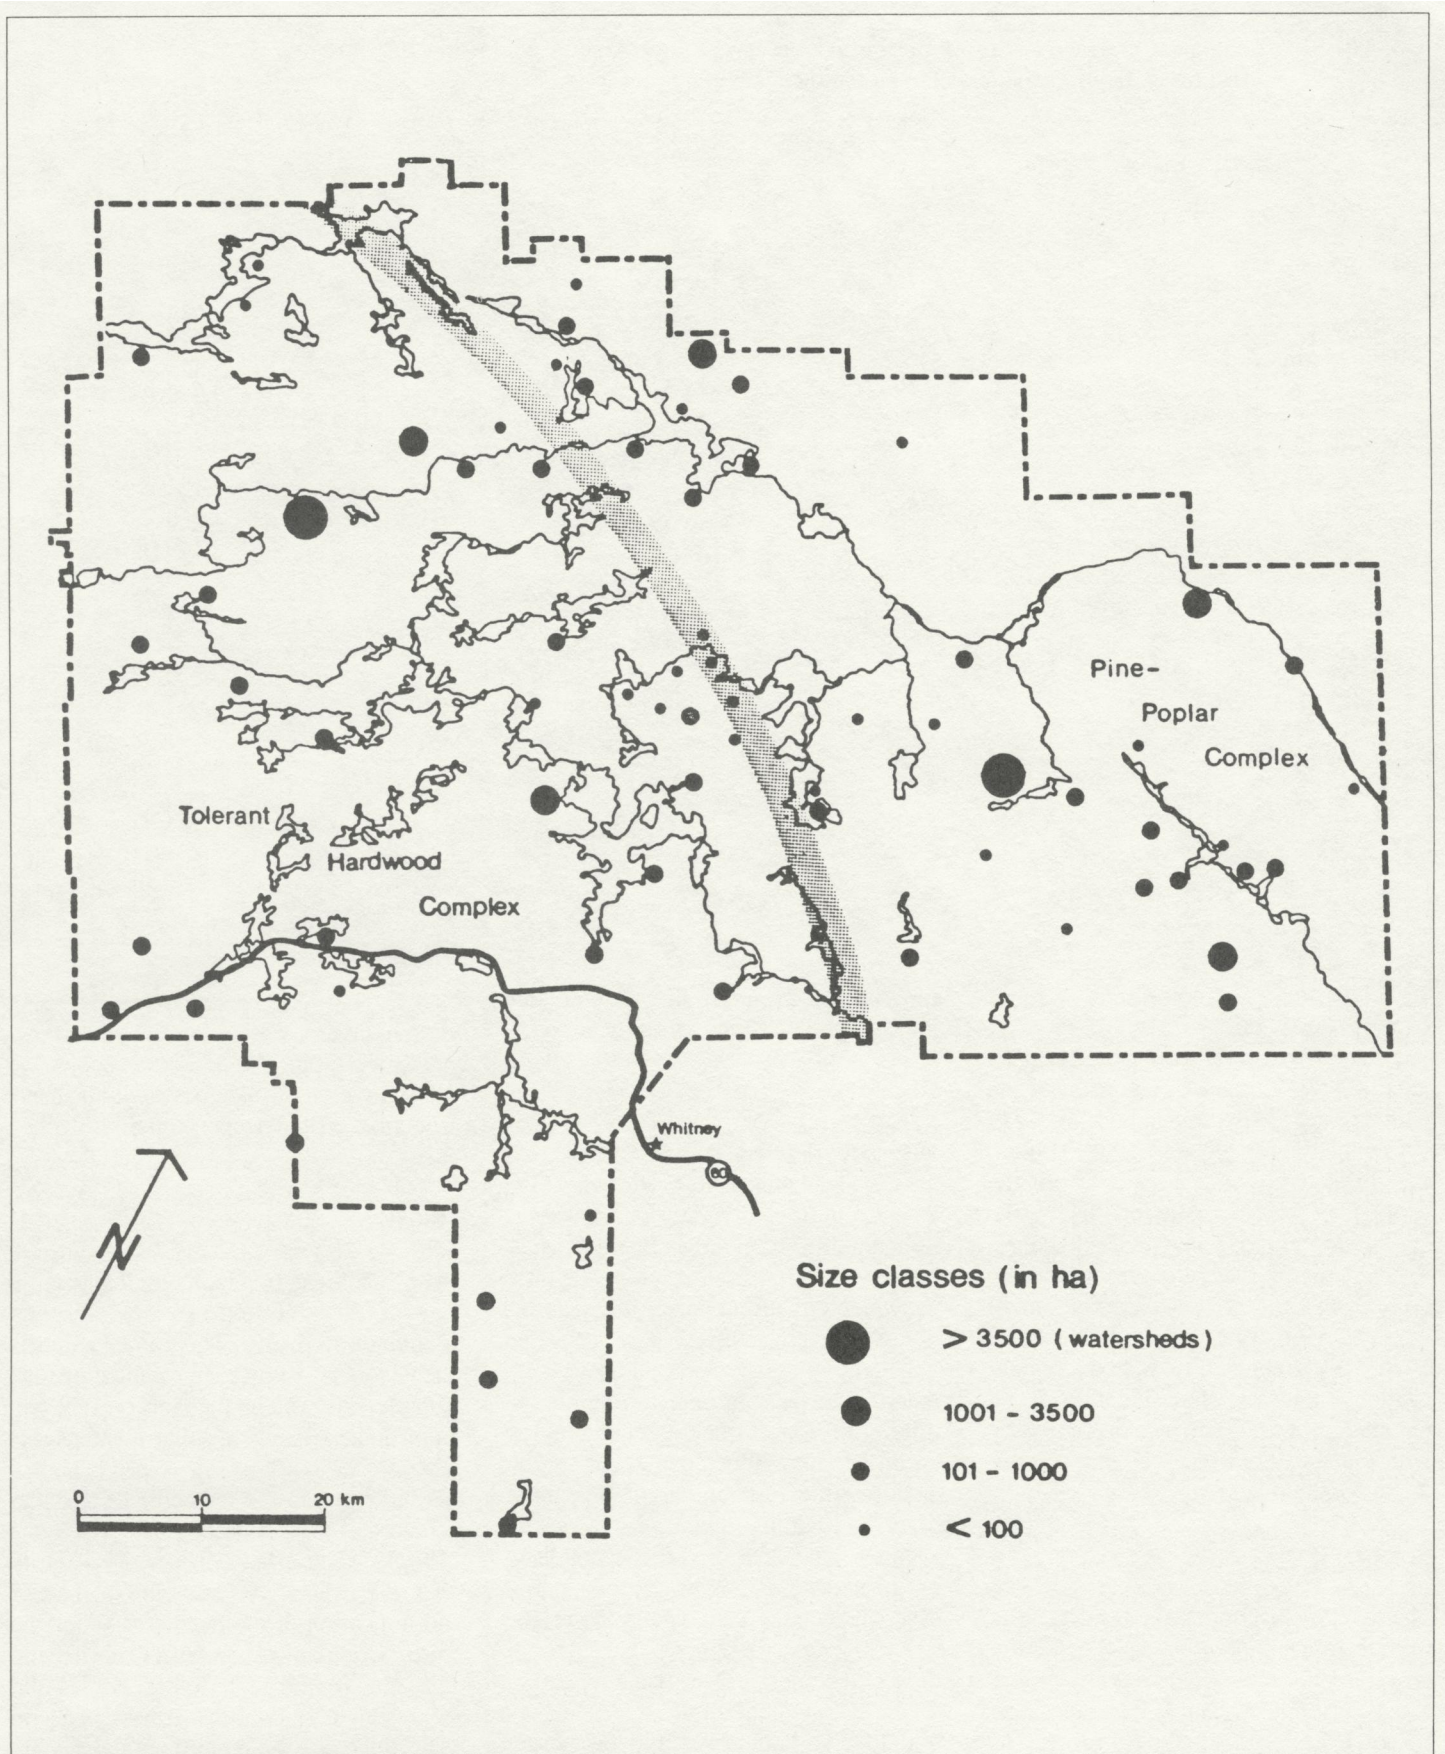 Pine-
Poplar
Complex
Tolerant
Hardwood
Complex
Whitney
60
N
Size classes (in ha)
> 3500 (watersheds)
1001 - 3500
101 - 1000
< 100
0 10 20 km